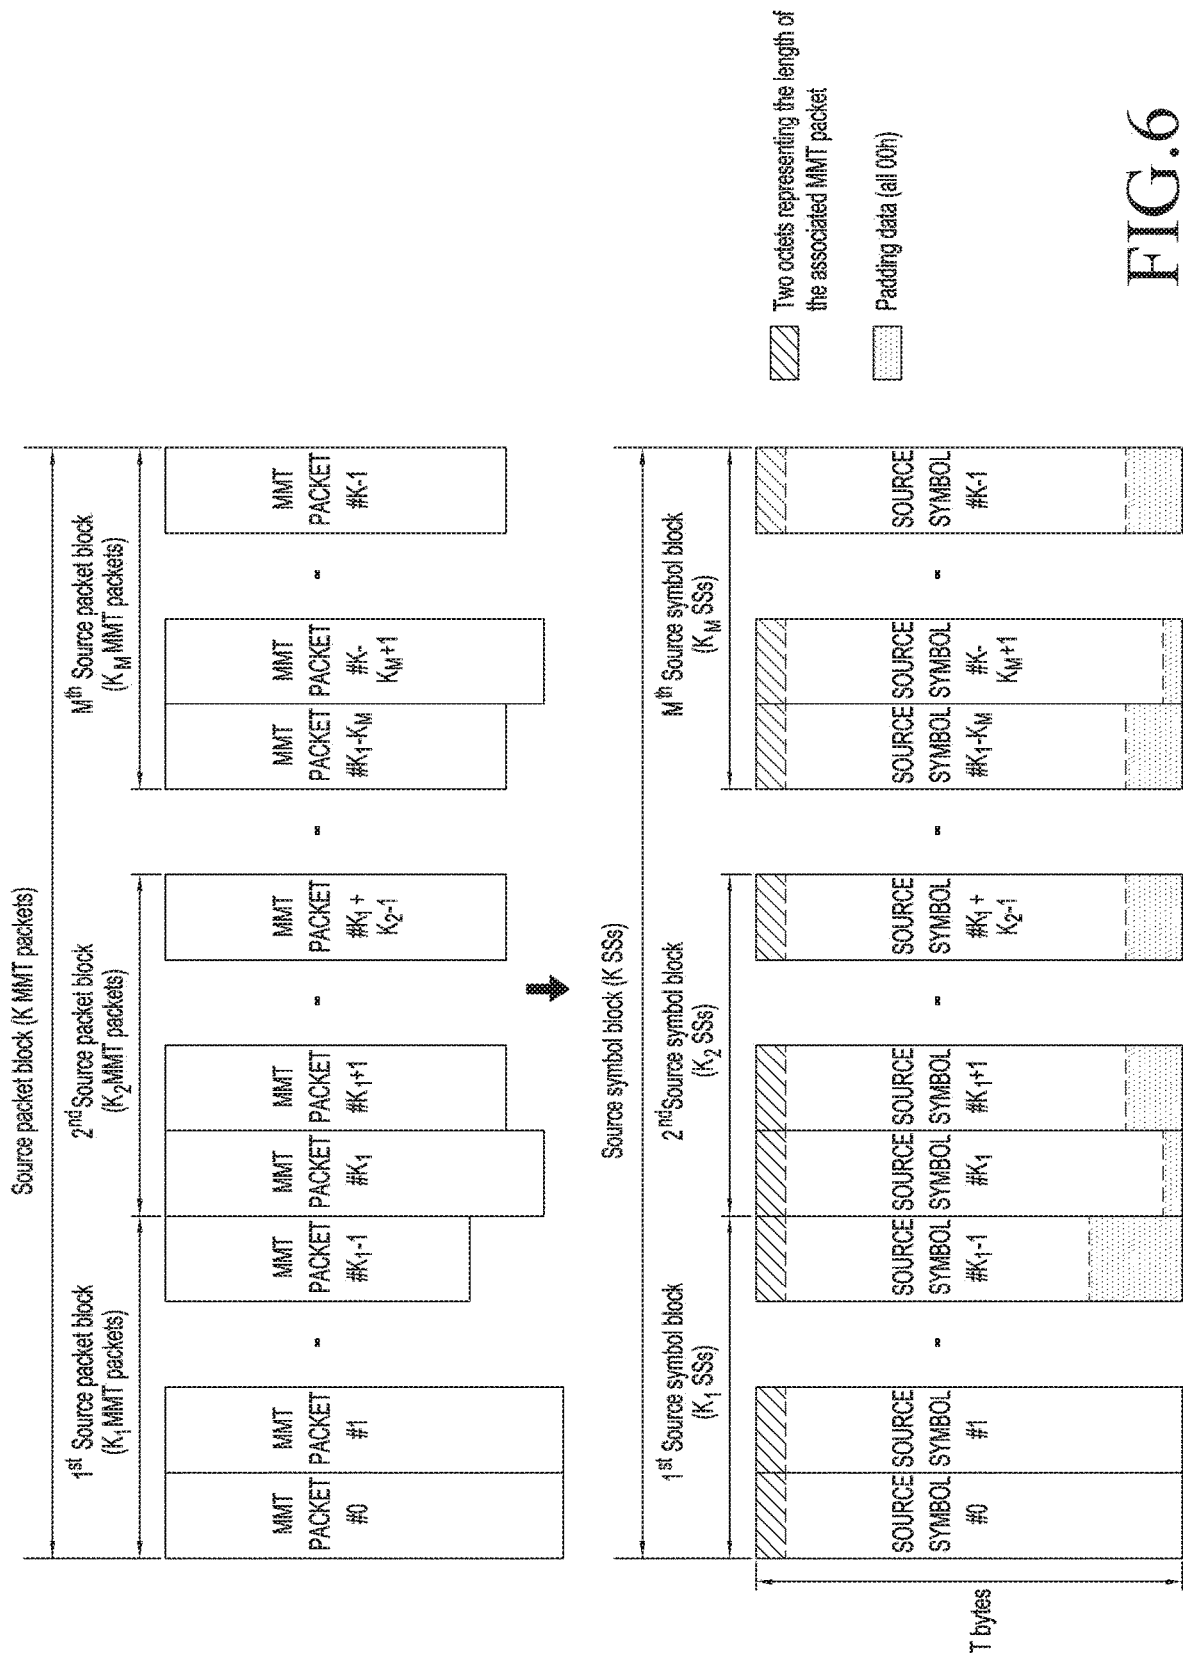 Source packet block (K MMT packets)
1st Source packet block
(K1MMT packets)
2nd Source packet block
(K2MMT packets)
Mth Source packet block
(KM MMT packets)
MMT
PACKET
#0
MMT
PACKET
#1
MMT
PACKET
#K1-1
MMT
PACKET
#K1
MMT
PACKET
#K1+1
MMT
PACKET
#K1+
K2-1
MMT
PACKET
#K1-KM
MMT
PACKET
#K-
KM+1
MMT
PACKET
#K-1
Source symbol block (K SSs)
1st Source symbol block
(K1 SSs)
2nd Source symbol block
(K2 SSs)
Mth Source symbol block
(KM SSs)
T bytes
SOURCE
SYMBOL
#0
SOURCE
SYMBOL
#1
SOURCE
SYMBOL
#K1-1
SOURCE
SYMBOL
#K1
SOURCE
SYMBOL
#K1+1
SOURCE
SYMBOL
#K1+
K2-1
SOURCE
SYMBOL
#K1-KM
SOURCE
SYMBOL
#K-
KM+1
SOURCE
SYMBOL
#K-1
Two octets representing the length of
the associated MMT packet
Padding data (all 00h)
FIG.6